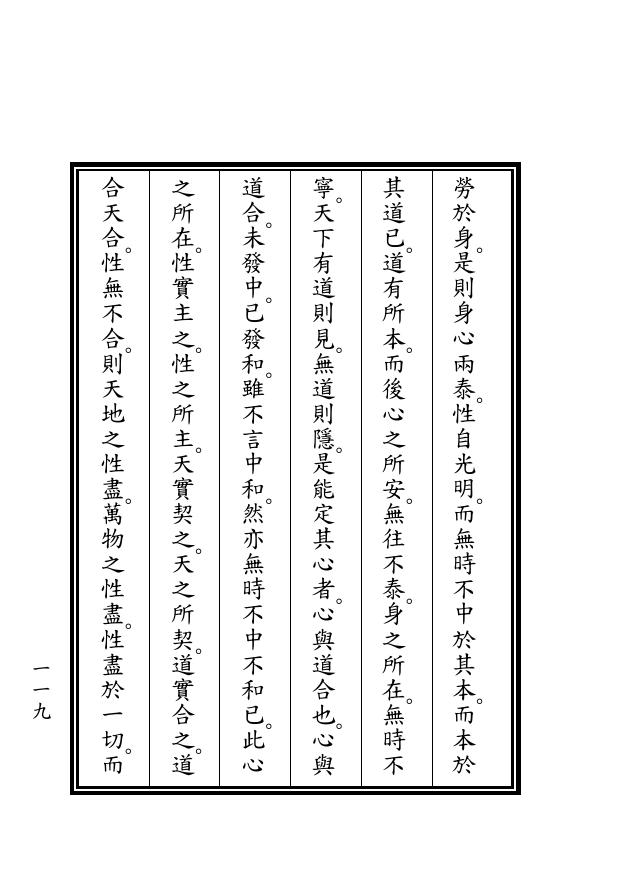 勞於身。是則身心兩泰。性自光明。而無時不中於其本。而本於
其道已。道有所本。而後心之所安。無往不泰。身之所在。無時不
寧。天下有道則見。無道則隱。是能定其心者。心與道合也。心與
道合。未發中。已發和。雖不言中和。然亦無時不中不和已。此心
之所在。性實主之。性之所主。天實契之。天之所契。道實合之。道
合天合。性無不合。則天地之性盡。萬物之性盡。性盡於一切。而
一一九